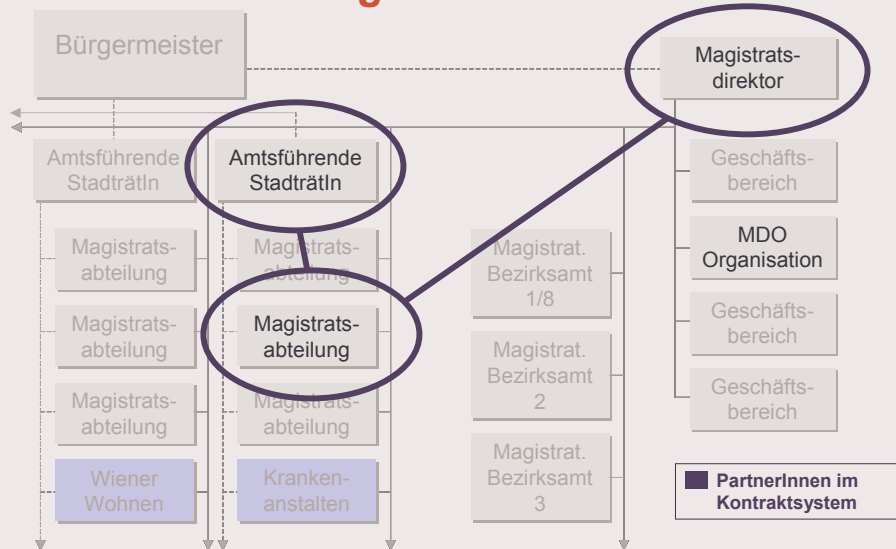 Bürgermeister
Magistrats-
direktor
Amtsführende
StadträtIn
Amtsführende
StadträtIn
Geschäfts-
bereich
Magistrats-
abteilung
Magistrats-
abteilung
Magistrat.
Bezirksamt
1/8
MDO
Organisation
Magistrats-
abteilung
Magistrats-
abteilung
Magistrat.
Bezirksamt
2
Geschäfts-
bereich
Magistrats-
abteilung
Magistrats-
abteilung
Geschäfts-
bereich
Wiener
Wohnen
Kranken-
anstalten
Magistrat.
Bezirksamt
3
PartnerInnen im
Kontraktsystem